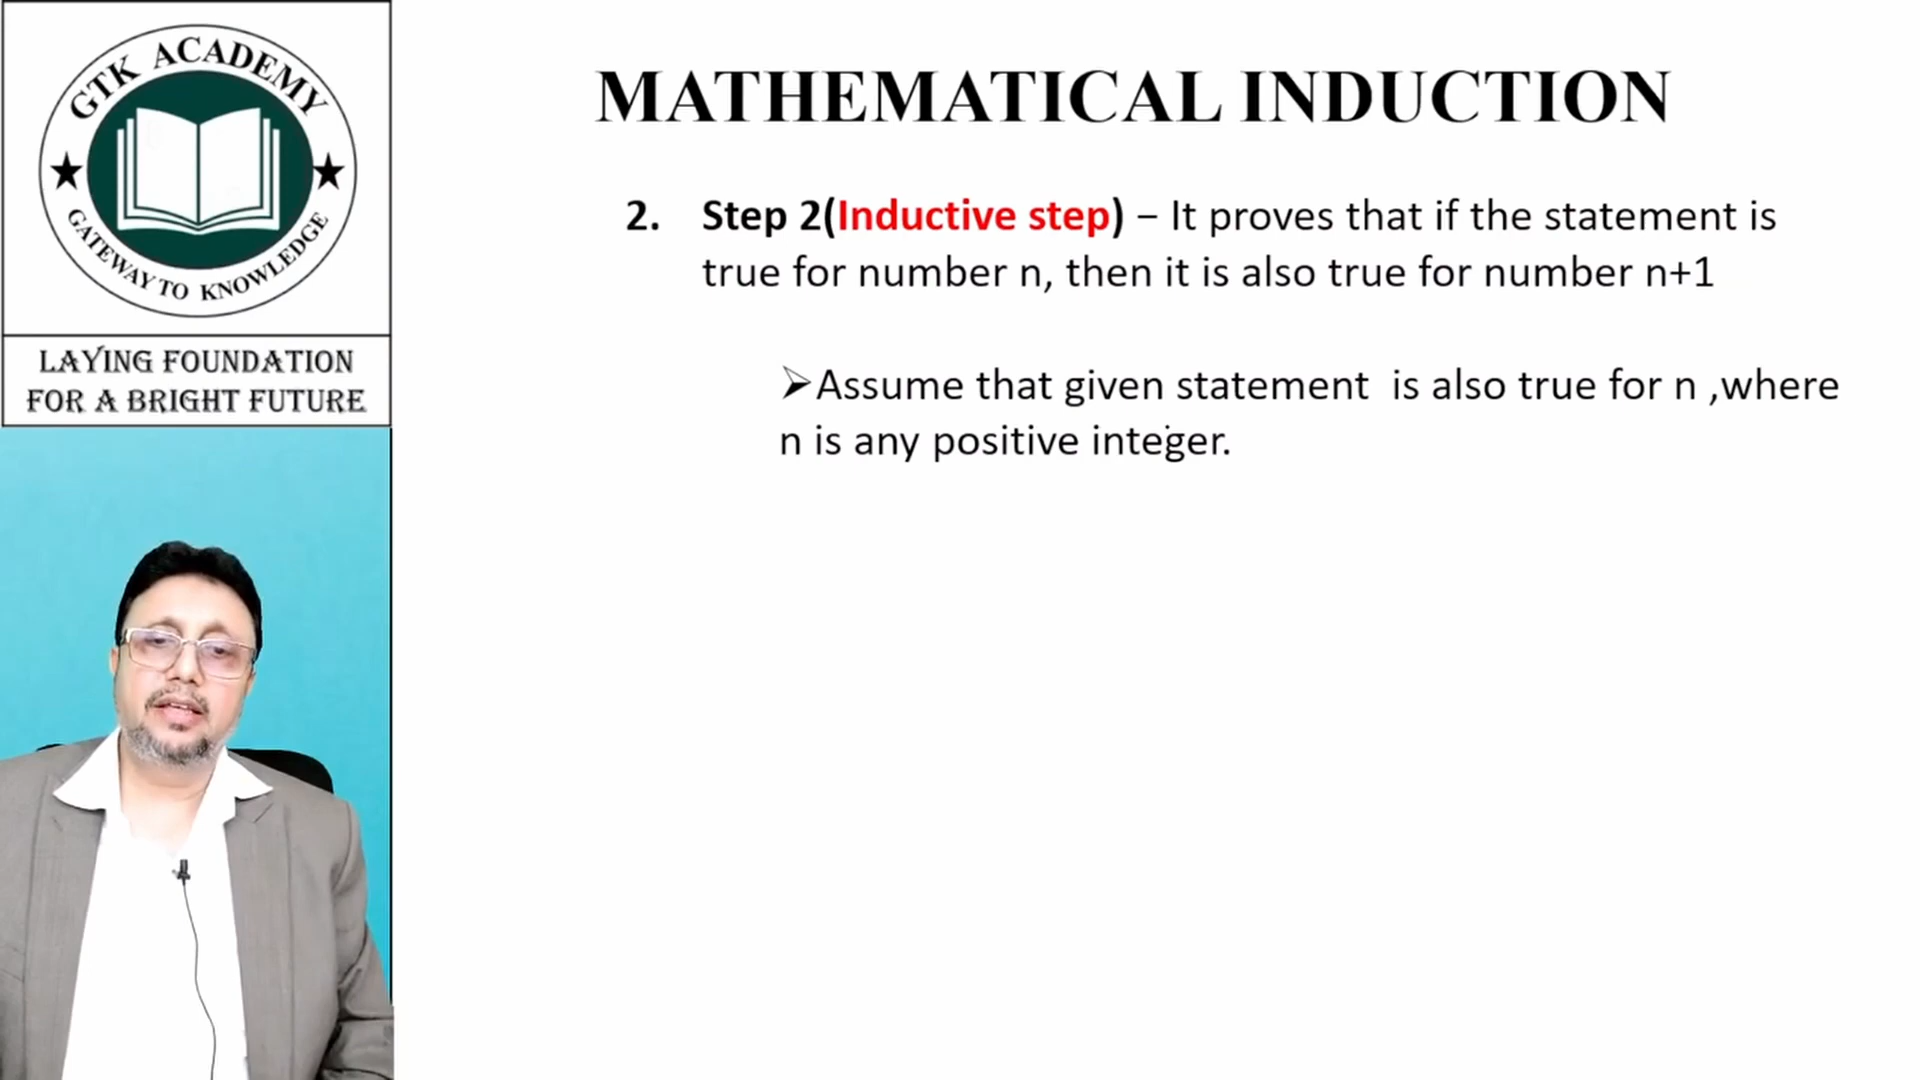 GTK ACADEMY
GATEWAY TO KNOWLEDGE
LAYING FOUNDATION
FOR A BRIGHT FUTURE
MATHEMATICAL INDUCTION
2. Step 2(Inductive step) – It proves that if the statement is
true for number n, then it is also true for number n+1
➢Assume that given statement is also true for n ,where
n is any positive integer.